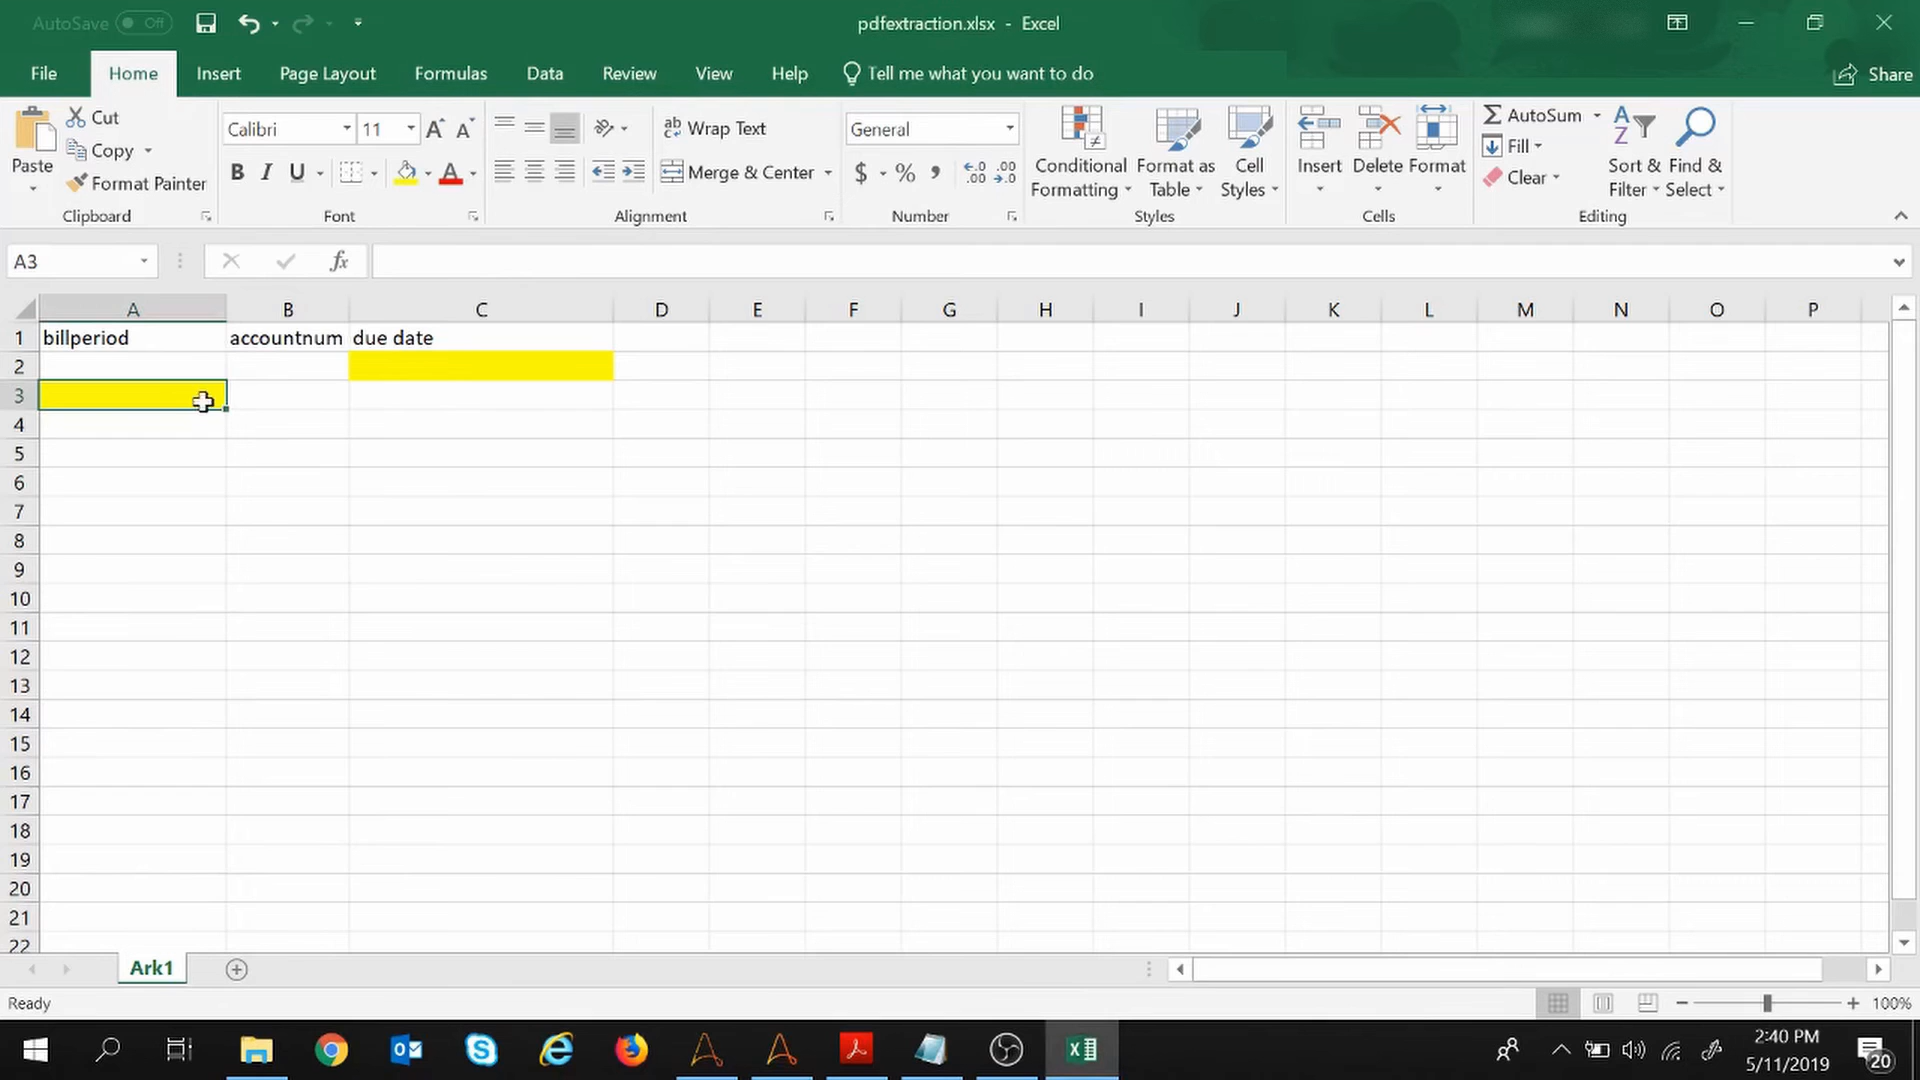 AutoSave Off
pdfextraction.xlsx - Excel
File Home Insert Page Layout Formulas Data Review View Help Tell me what you want to do Share
Paste
Cut
Copy
Format Painter
Clipboard
Calibri 11 A A
B I U A
Font
ab Wrap Text
Merge & Center
Alignment
General
$ % , .00 .00
Number
Conditional Formatting
Format as Table
Cell Styles
Styles
Insert Delete Format
Cells
AutoSum
Fill
Clear
Sort & Filter
Find & Select
Editing
A3 fx
A B C D E F G H I J K L M N O P
1 billperiod accountnum due date
2
3
4
5
6
7
8
9
10
11
12
13
14
15
16
17
18
19
20
21
22
Ark1
Ready 100%
2:40 PM
5/11/2019
20